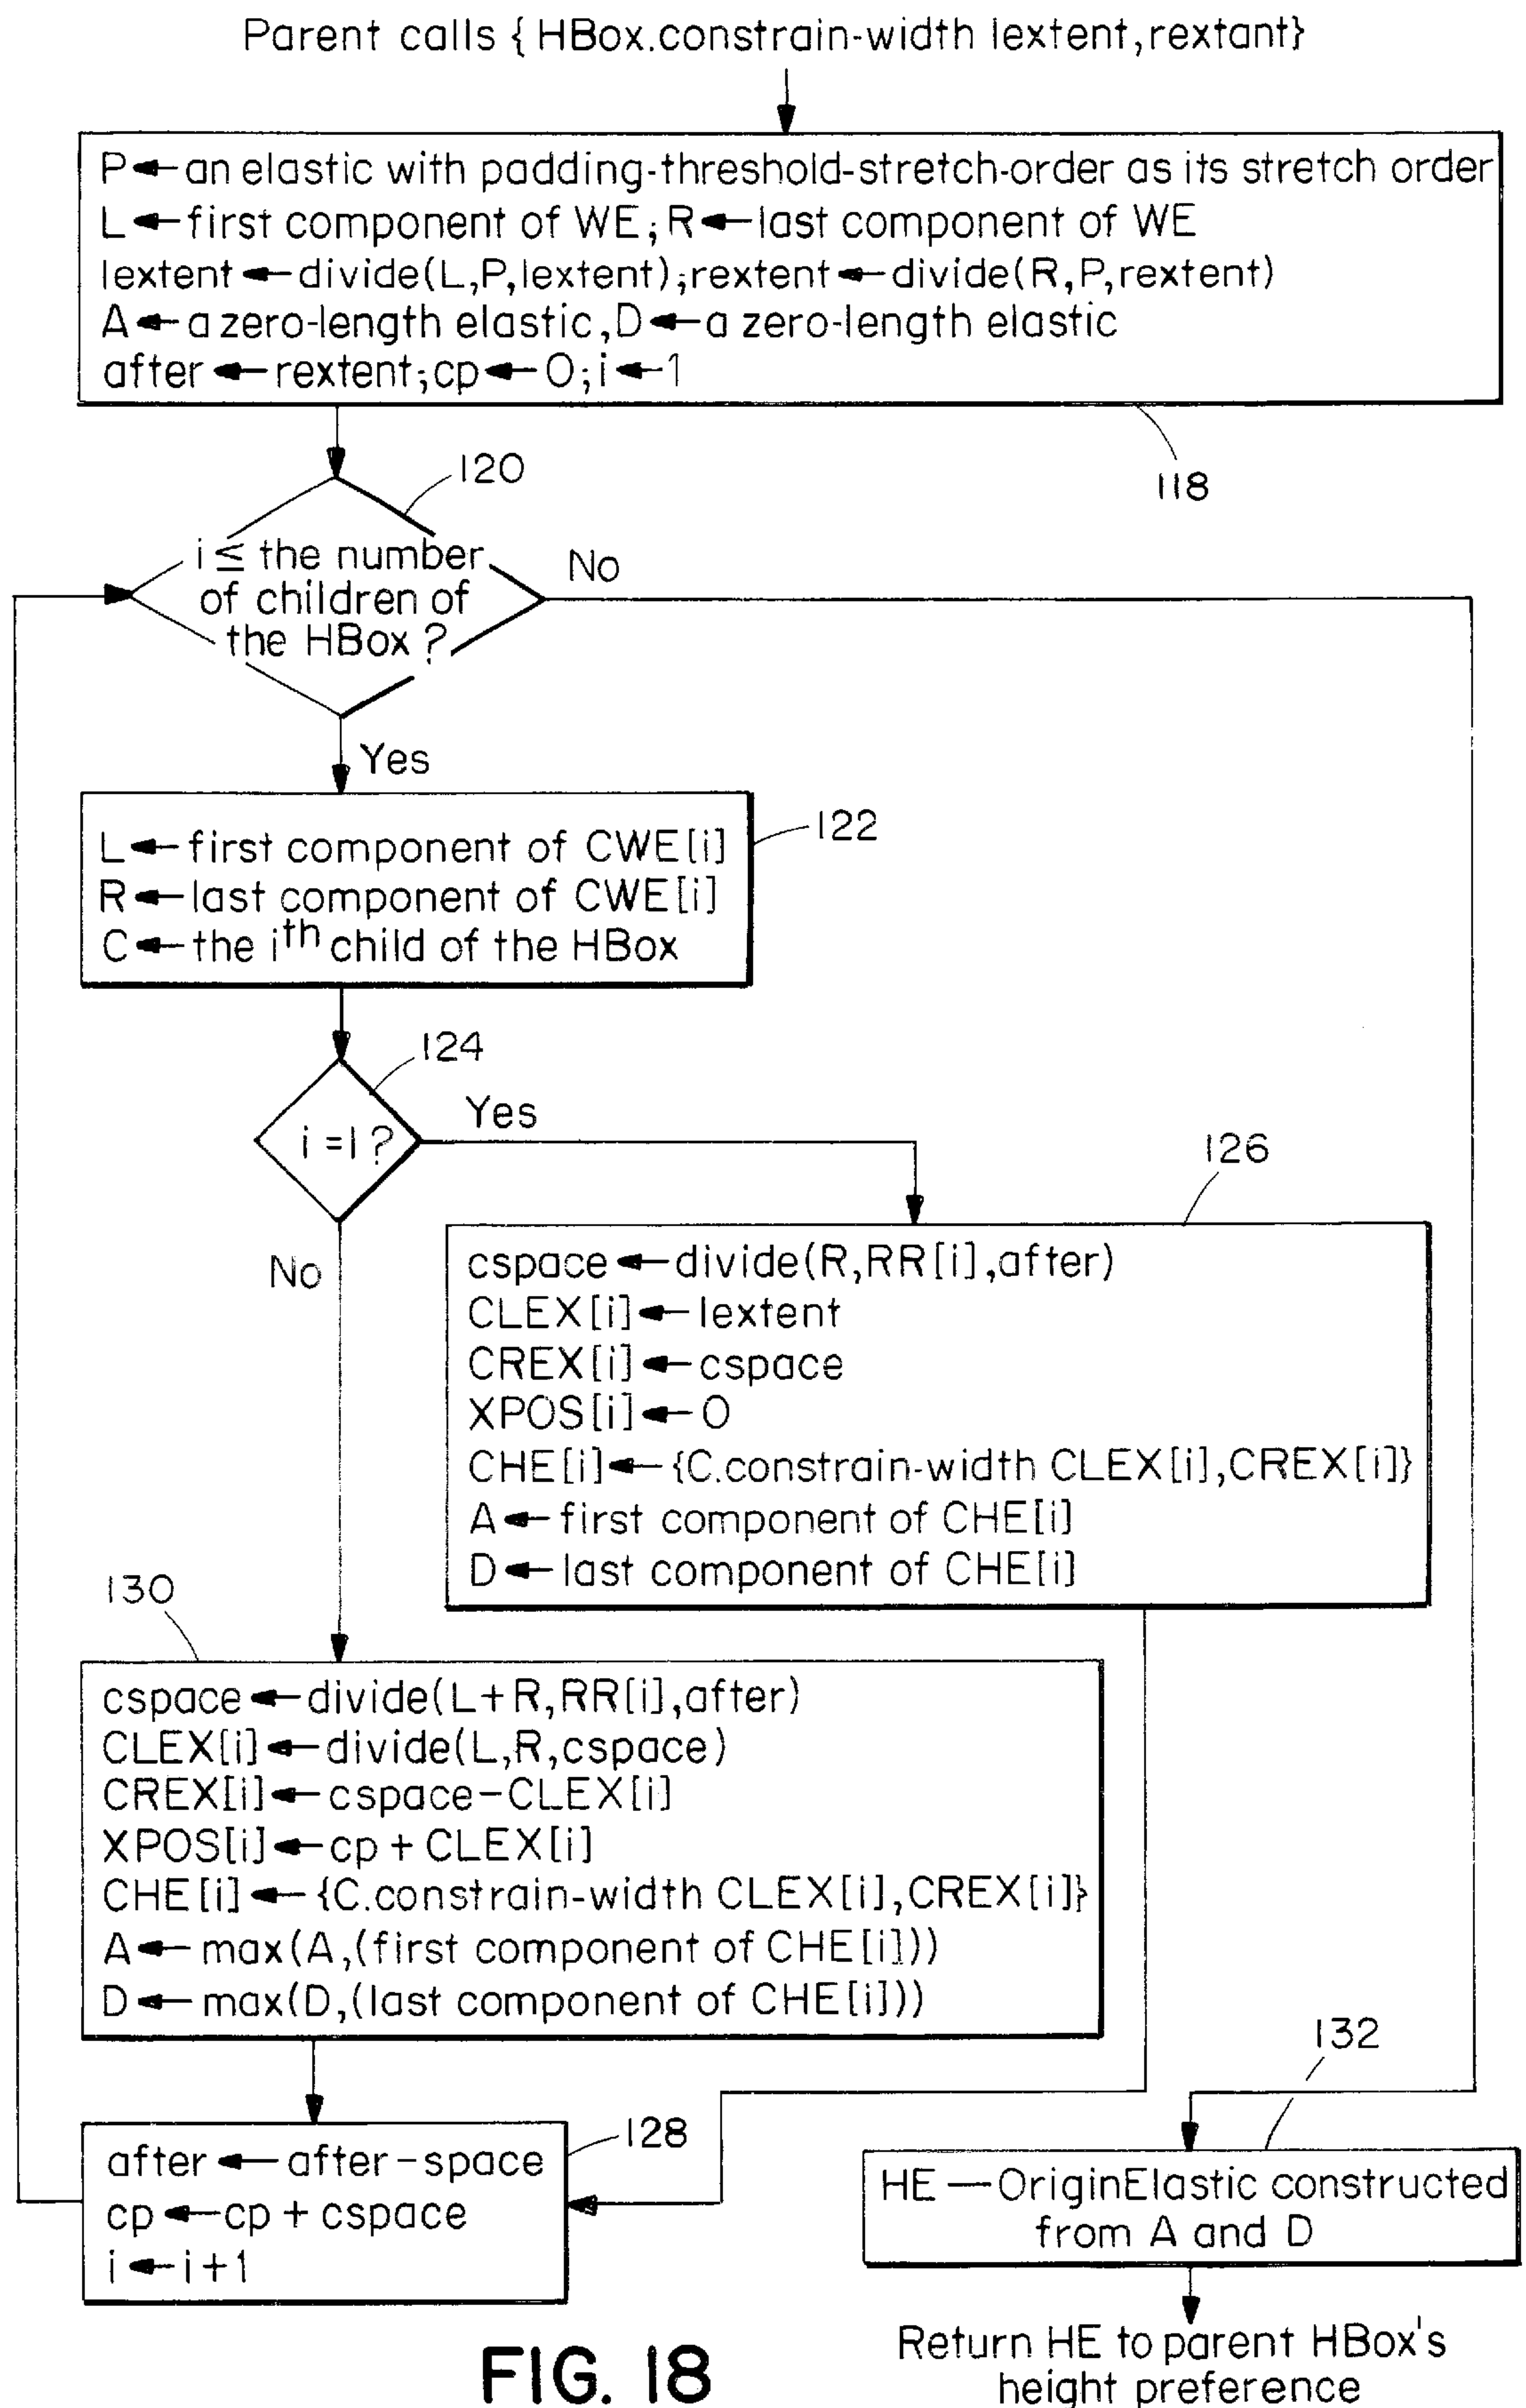 Parent calls { HBox.constrain-width lextent,rextant}
P←an elastic with padding-threshold-stretch-order as its stretch order
L←first component of WE; R←last component of WE
lextent←divide(L,P,lextent);rextent←divide(R,P,rextent)
A←a zero-length elastic,D←a zero-length elastic
after←rextent;cp←0;i←1
118
120
i ≤ the number
of children of
the HBox ?
No
Yes
122
L←first component of CWE[i]
R←last component of CWE[i]
C←the ith child of the HBox
124
i =1 ?
Yes
No
126
cspace←divide(R,RR[i],after)
CLEX[i]←lextent
CREX[i]←cspace
XPOS[i]←0
CHE[i]←{C.constrain-width CLEX[i],CREX[i]}
A←first component of CHE[i]
D←last component of CHE[i]
130
cspace←divide(L+R,RR[i],after)
CLEX[i]←divide(L,R,cspace)
CREX[i]←cspace-CLEX[i]
XPOS[i]←cp + CLEX[i]
CHE[i]←{C.constrain-width CLEX[i],CREX[i]}
A←max(A,(first component of CHE[i]))
D←max(D,(last component of CHE[i]))
128
after←after-space
cp←cp + cspace
i←i+1
132
HE — OriginElastic constructed
from A and D
Return HE to parent HBox's
height preference
FIG. 18